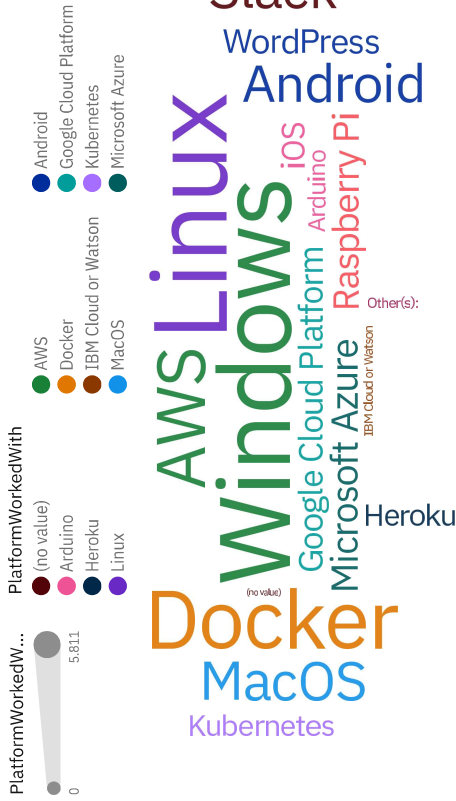 PlatformWorkedW...
0
5.811
PlatformWorkedWith
(no value)
Arduino
Heroku
Linux
AWS
Docker
IBM Cloud or Watson
MacOS
Android
Google Cloud Platform
Kubernetes
Microsoft Azure
Slack
WordPress
Android
Linux
iOS
Arduino
Raspberry Pi
Windows
AWS
Google Cloud Platform
Other(s):
Microsoft Azure
IBM Cloud or Watson
Heroku
(no value)
Docker
MacOS
Kubernetes